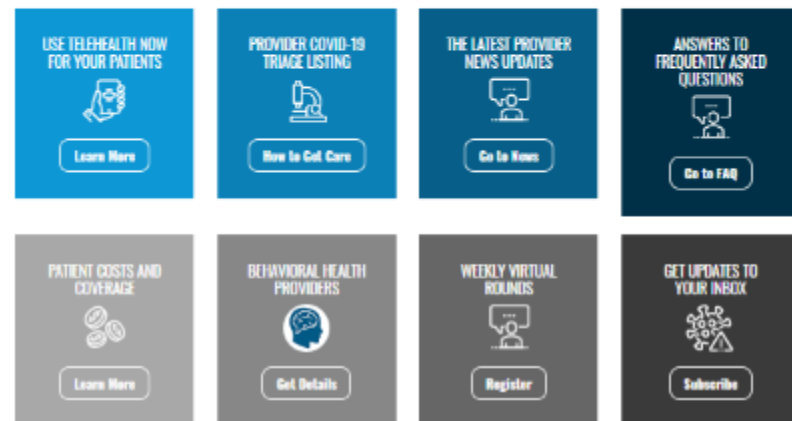 USE TELEHEALTH NOW
FOR YOUR PATIENTS
Learn More
PROVIDER COVID-19
TRIAGE LISTING
How to Get Care
THE LATEST PROVIDER
NEWS UPDATES
Go to News
ANSWERS TO
FREQUENTLY ASKED
QUESTIONS
Go to FAQ
PATIENT COSTS AND
COVERAGE
Learn More
BEHAVIORAL HEALTH
PROVIDERS
Get Details
WEEKLY VIRTUAL
ROUNDS
Register
GET UPDATES TO
YOUR INBOX
Subscribe